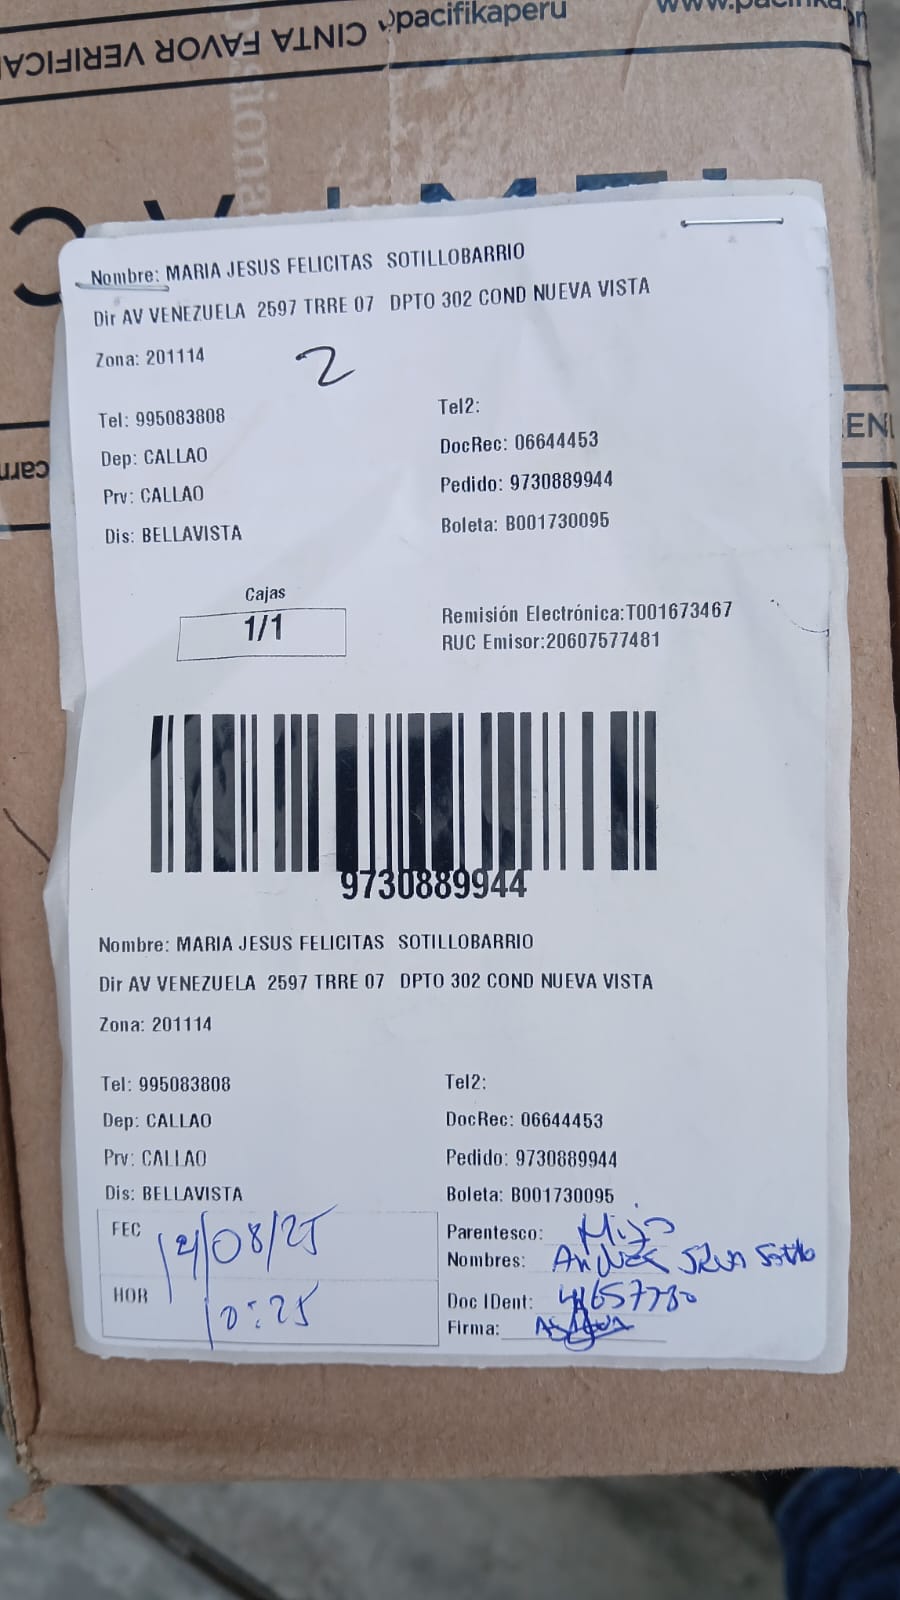 CINTA FAVOR VERIFICA
pacifikaperu
Nombre: MARIA JESUS FELICITAS SOTILLOBARRIO
Dir AV VENEZUELA 2597 TRRE 07 DPTO 302 COND NUEVA VISTA
Zona: 201114
2
Tel: 995083808
Tel2:
Dep: CALLAO
DocRec: 06644453
Prv: CALLAO
Pedido: 9730889944
Dis: BELLAVISTA
Boleta: B001730095
Cajas
1/1
Remisión Electrónica:T001673467
RUC Emisor:20607577481
9730889944
Nombre: MARIA JESUS FELICITAS SOTILLOBARRIO
Dir AV VENEZUELA 2597 TRRE 07 DPTO 302 COND NUEVA VISTA
Zona: 201114
Tel: 995083808
Tel2:
Dep: CALLAO
DocRec: 06644453
Prv: CALLAO
Pedido: 9730889944
Dis: BELLAVISTA
Boleta: B001730095
FEC
Parentesco: Hijo
Nombres: Andrés Sotillo
HOR 10:25
Doc IDent:
Firma: